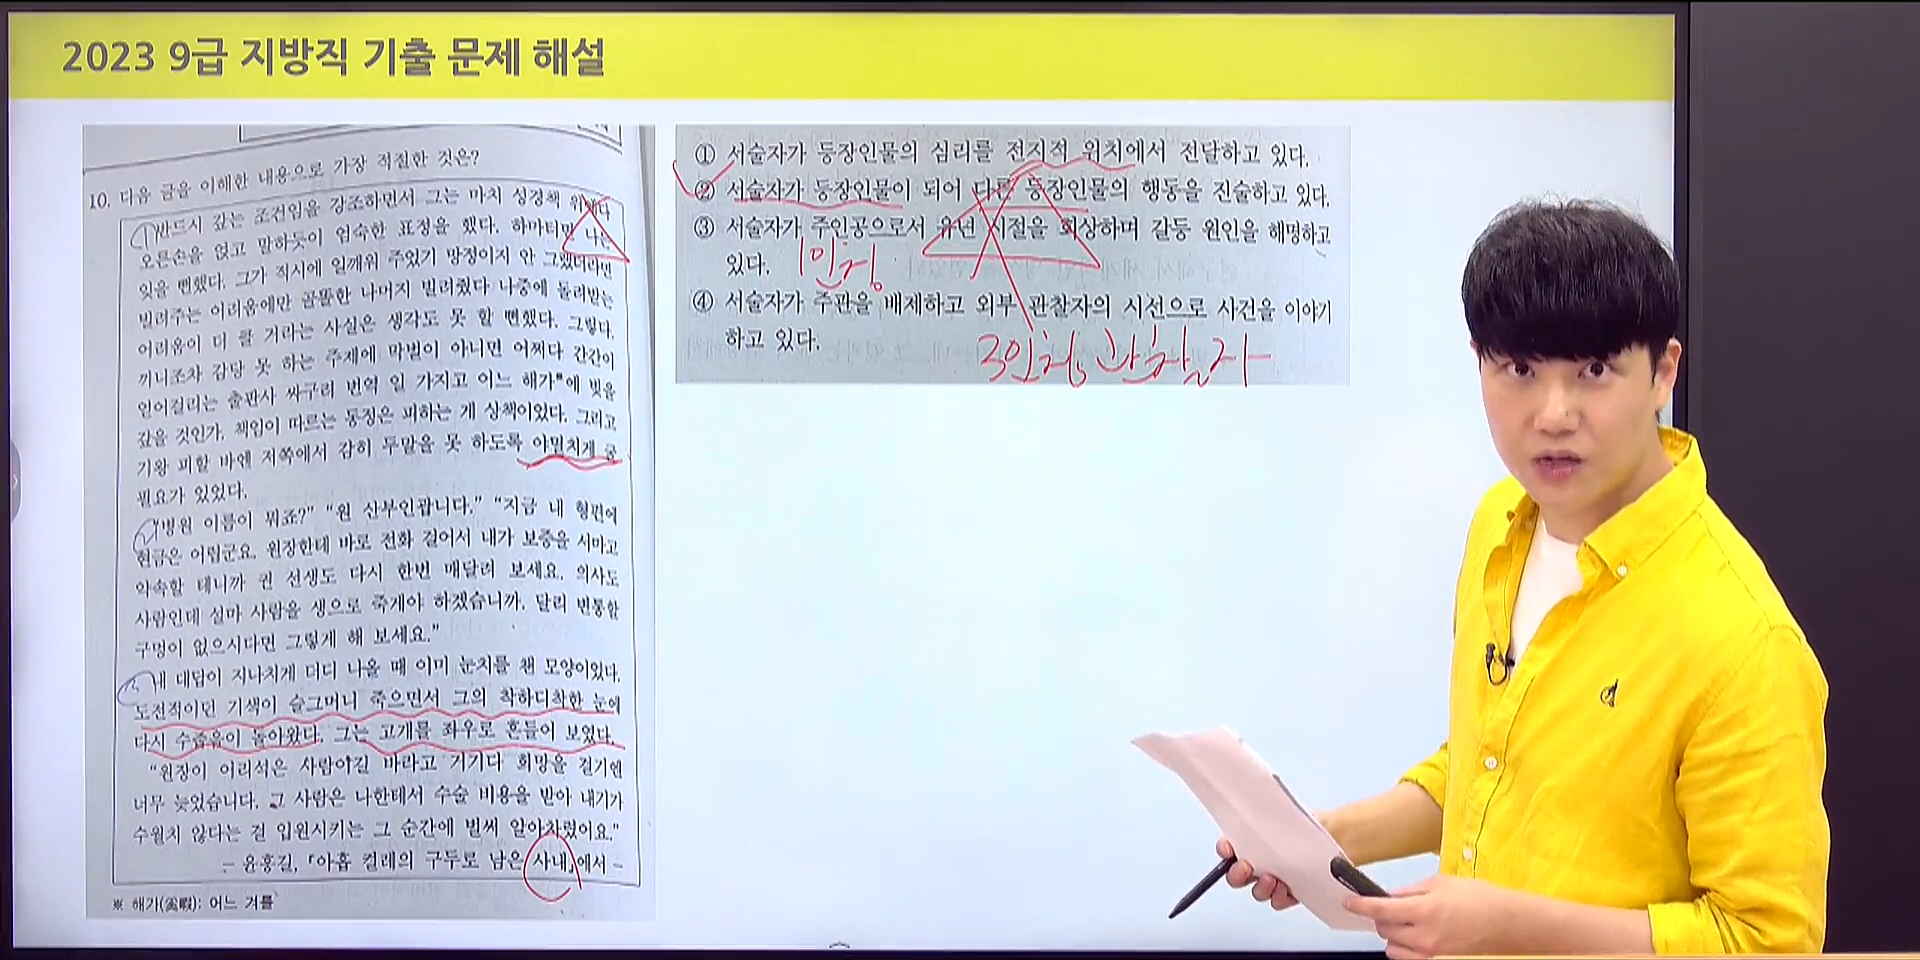 2023 9급 지방직 기출 문제 해설
10. 다음 글을 이해한 내용으로 가장 적절한 것은?
반드시 갚는 조건임을 강조하면서 그는 마치 성경책 위에다
오른손을 얹고 말하듯이 엄숙한 표정을 했다. 하마터면 나는
잊을 뻔했다. 그가 적시에 일깨워 주었기 망정이지 안 그랬더라면
빌려주는 어려움에만 골똘한 나머지 빌려줬다 나중에 돌려받는
어려움이 더 클 거라는 사실은 생각도 못 할 뻔했다. 그렇다.
끼니조차 감당 못 하는 주제에 막벌이 아니면 어쩌다 간간이
얻어걸리는 출판사 싸구려 번역 일 가지고 어느 해가*에 빚을
갚을 것인가. 책임이 따르는 동정은 피하는 게 상책이었다. 그리고
기왕 피할 바엔 저쪽에서 감히 두말을 못 하도록 야멸치게 굴
필요가 있었다.
“병원 이름이 뭐죠?” “원 산부인괍니다.” “지금 내 형편에
현금은 어렵군요. 원장한테 바로 전화 걸어서 내가 보증을 서마고
약속할 테니까 권 선생도 다시 한번 매달려 보세요. 의사도
사람인데 설마 사람을 생으로 죽게야 하겠습니까. 달리 변통할
구멍이 없으시다면 그렇게 해 보세요.”
내 대답이 지나치게 더디 나올 때 이미 눈치를 챈 모양이었다.
도전적이던 기색이 슬그머니 죽으면서 그의 착하디착한 눈에
다시 수줍음이 돌아왔다. 그는 고개를 좌우로 흔들어 보였다.
“원장이 어리석은 사람이길 바라고 거기다 희망을 걸기엔
너무 늦었습니다. 그 사람은 나한테서 수술 비용을 받아 내기가
수월치 않다는 걸 입원시키는 그 순간에 벌써 알아차렸어요.”
– 윤흥길, 「아홉 켤레의 구두로 남은 사내」에서 –
※ 해가(奚暇): 어느 겨를
① 서술자가 등장인물의 심리를 전지적 위치에서 전달하고 있다.
② 서술자가 등장인물이 되어 다른 등장인물의 행동을 진술하고 있다.
③ 서술자가 주인공으로서 유년 시절을 회상하며 갈등 원인을 해명하고
있다. 1인칭
④ 서술자가 주관을 배제하고 외부 관찰자의 시선으로 사건을 이야기
하고 있다.
3인칭 관찰자